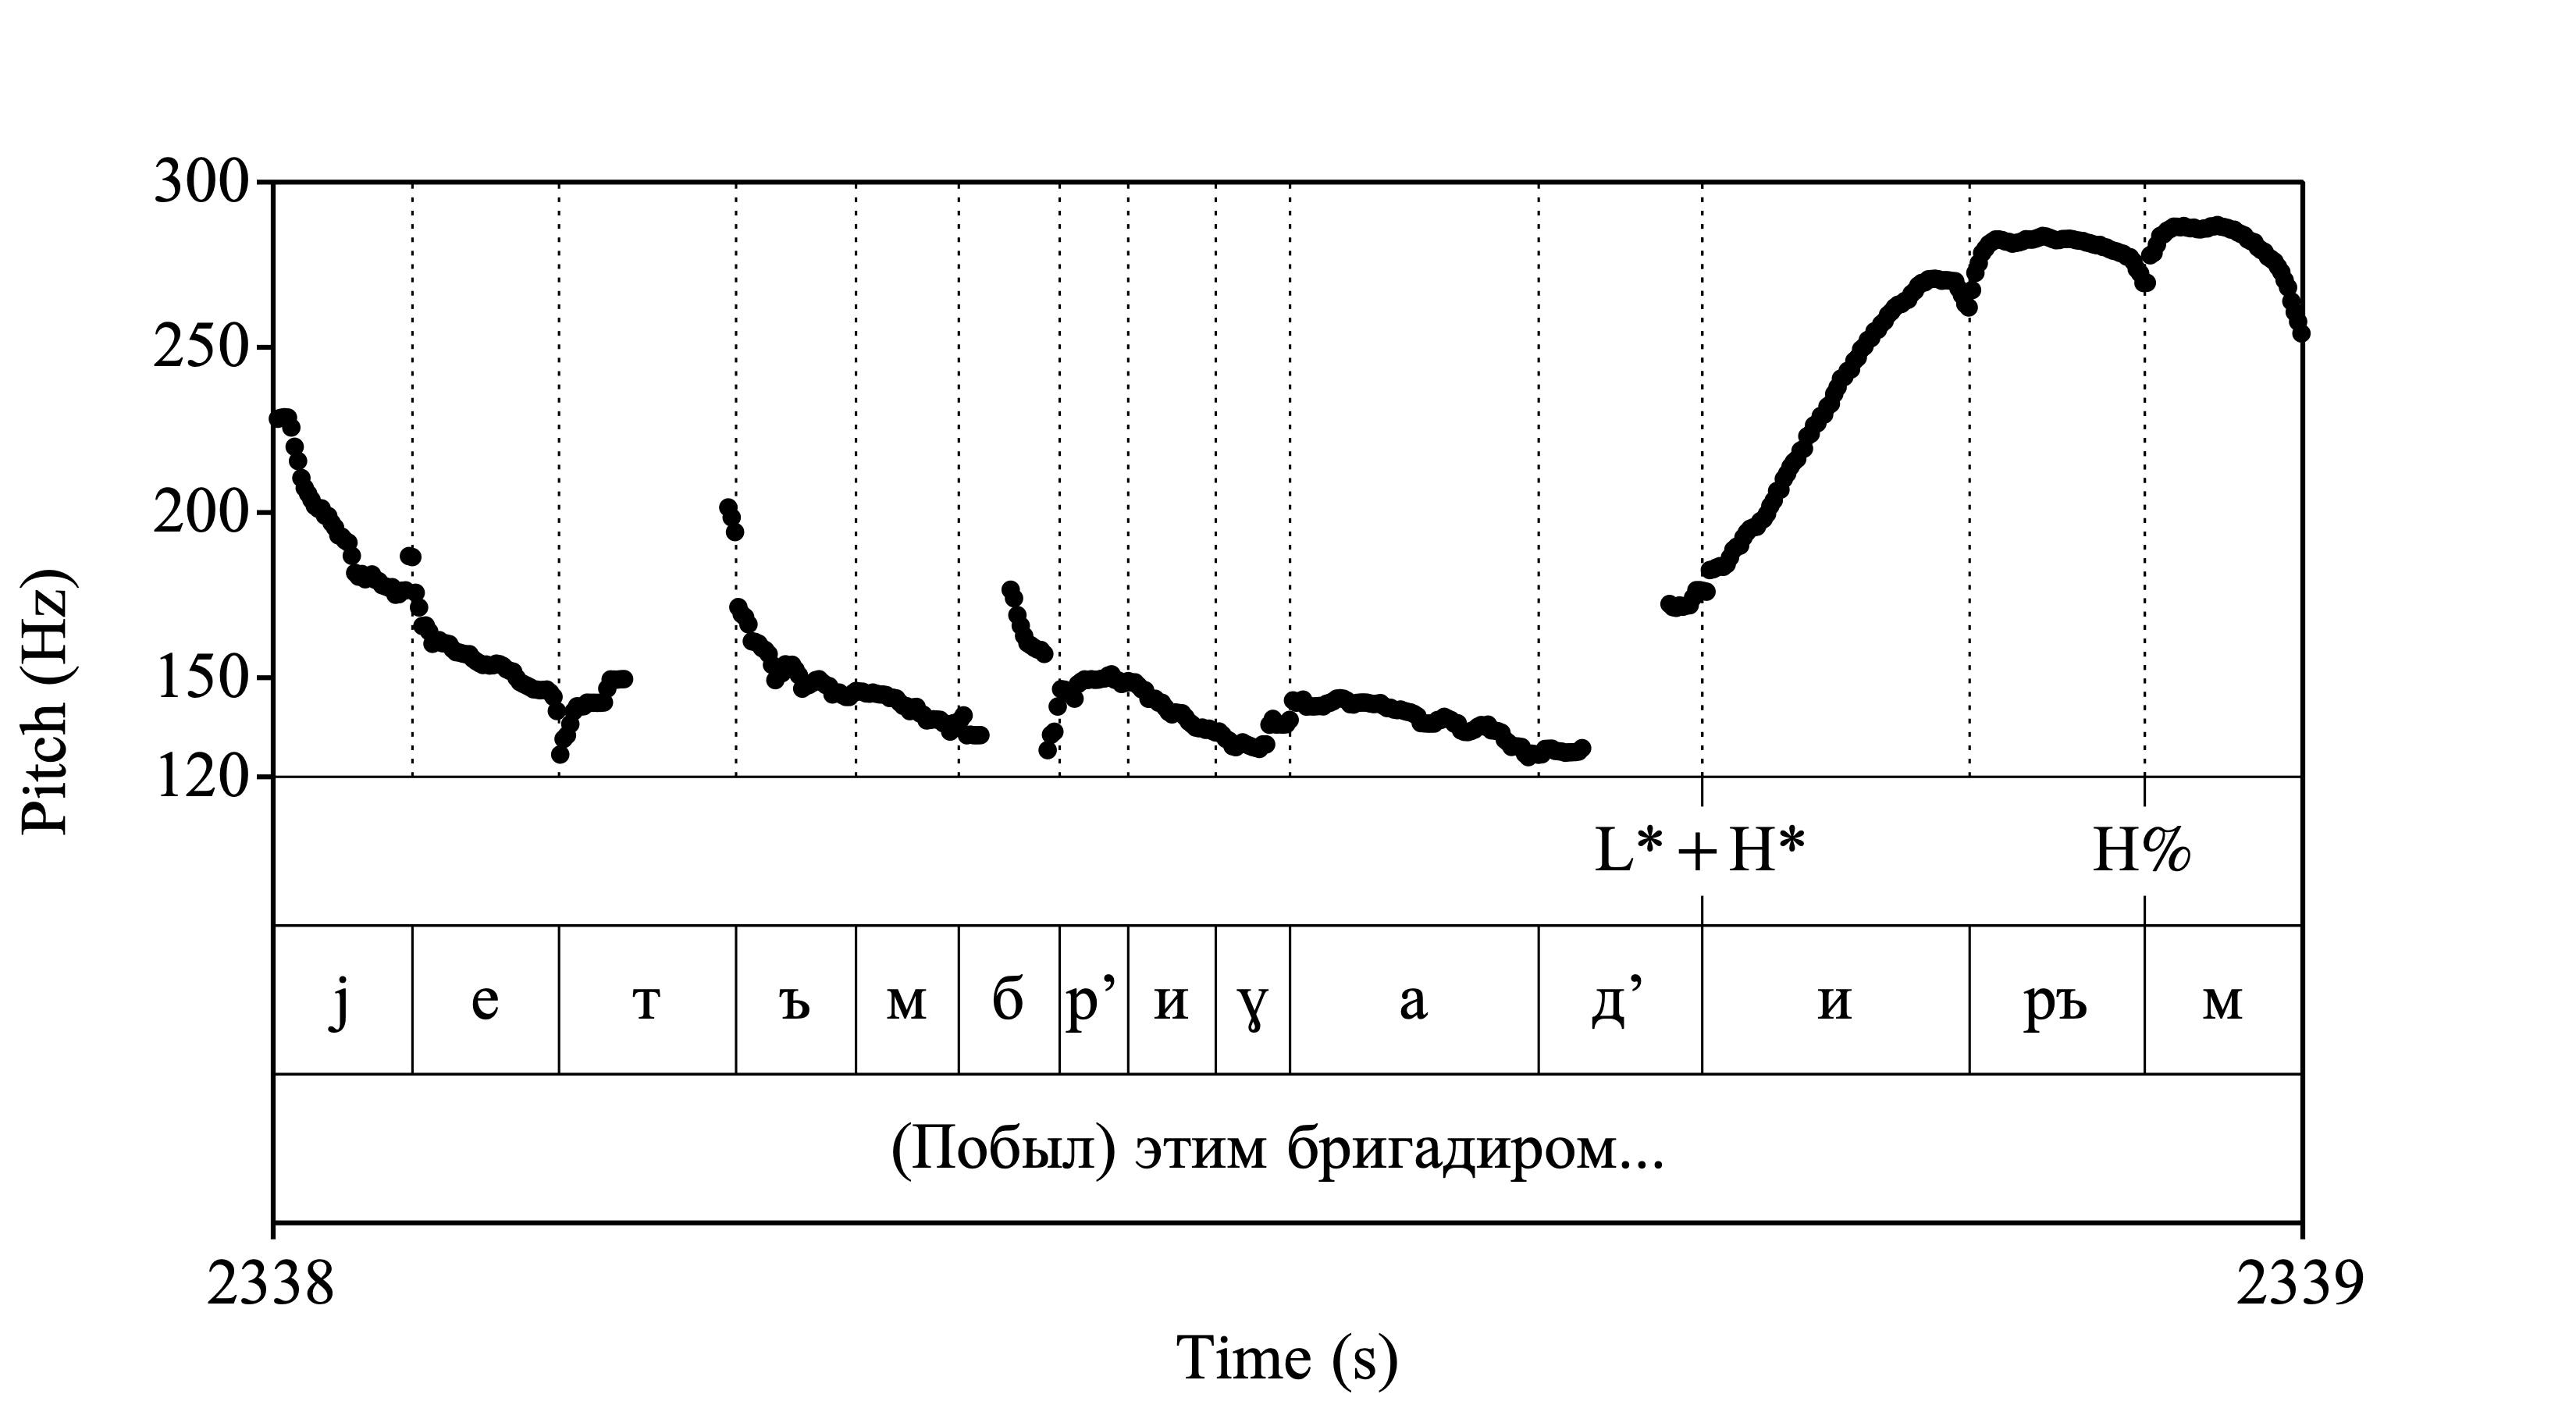 300
250
200
150
120
Pitch (Hz)
L* + H* H%
j е т ъ м б р’ и ɣ а д’ и ръ м
(Побыл) этим бригадиром...
2338 2339
Time (s)